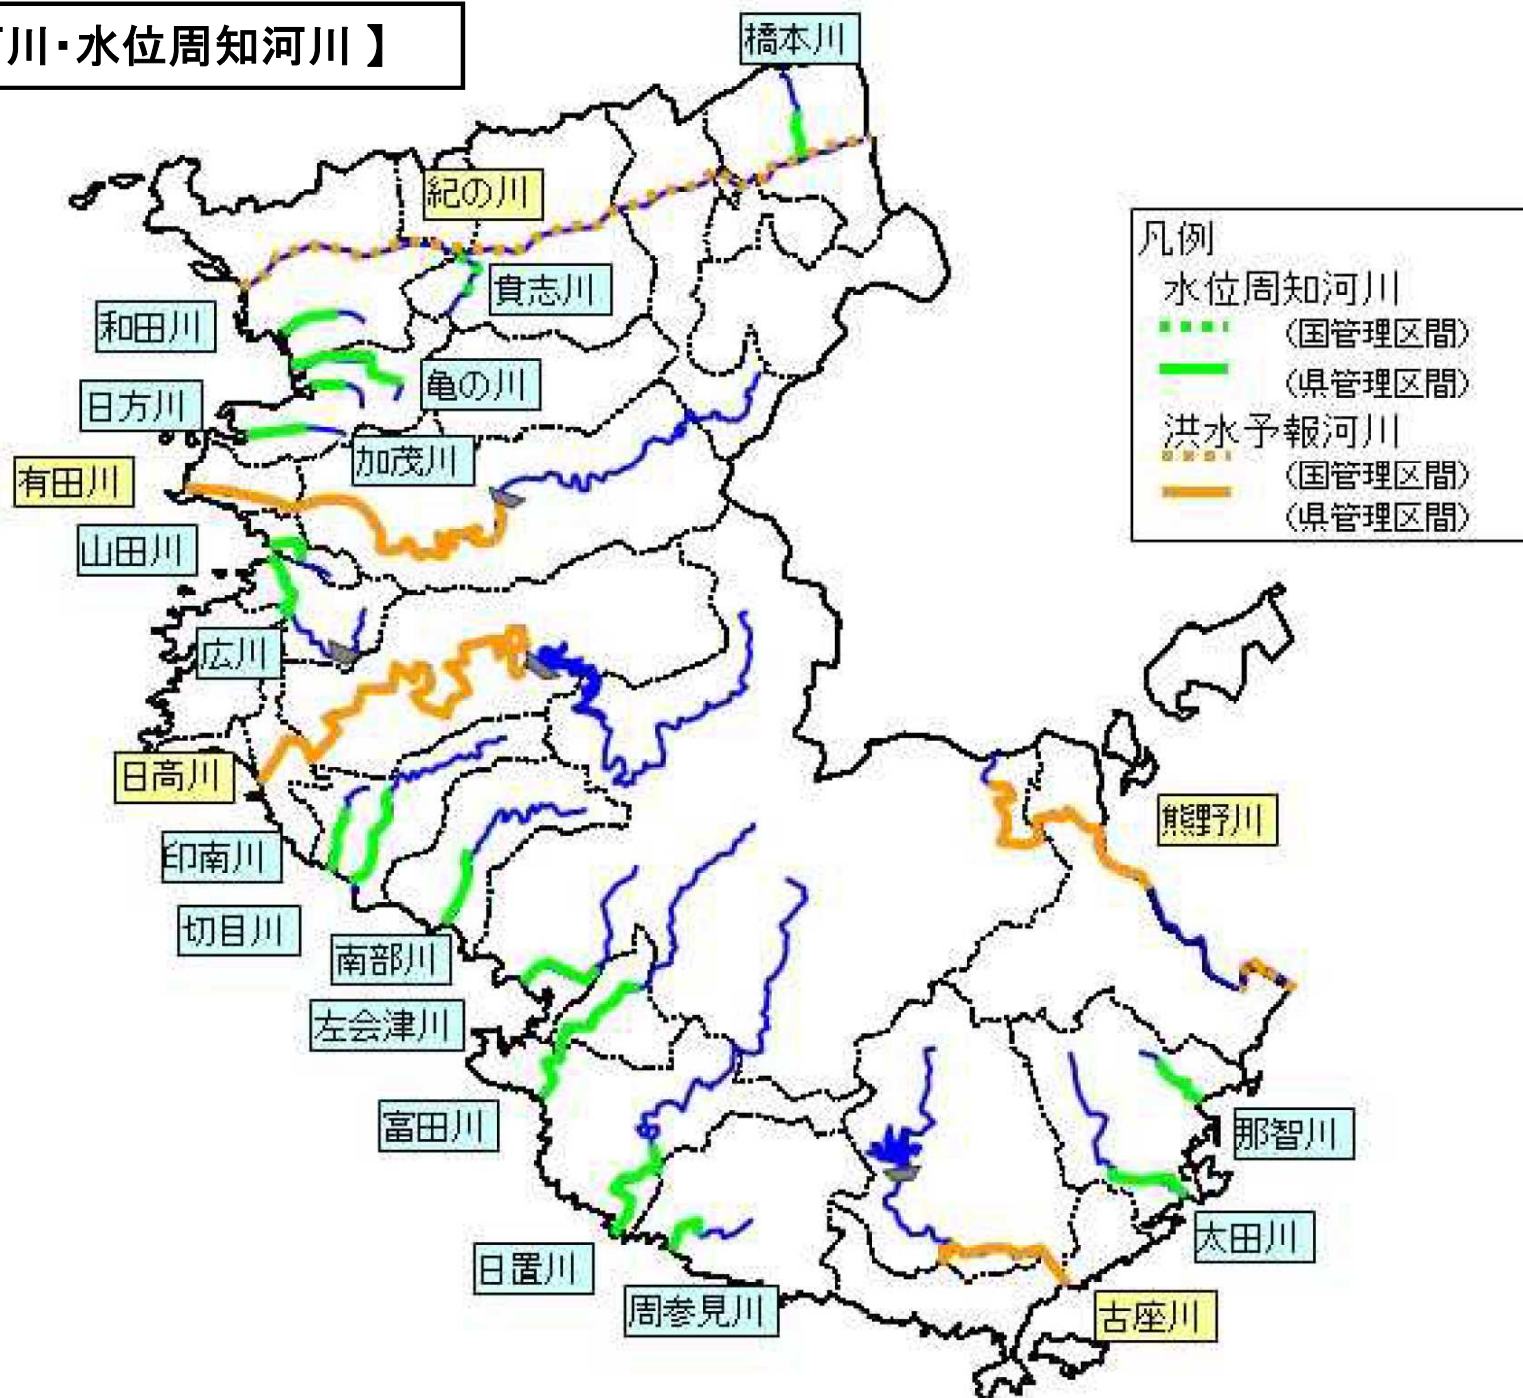 川・水位周知河川 】
橋本川
紀の川
貴志川
和田川
亀の川
日方川
加茂川
有田川
山田川
広川
日高川
印南川
切目川
南部川
左会津川
富田川
日置川
周参見川
熊野川
那智川
太田川
古座川
凡例
水位周知河川
(国管理区間)
(県管理区間)
洪水予報河川
(国管理区間)
(県管理区間)